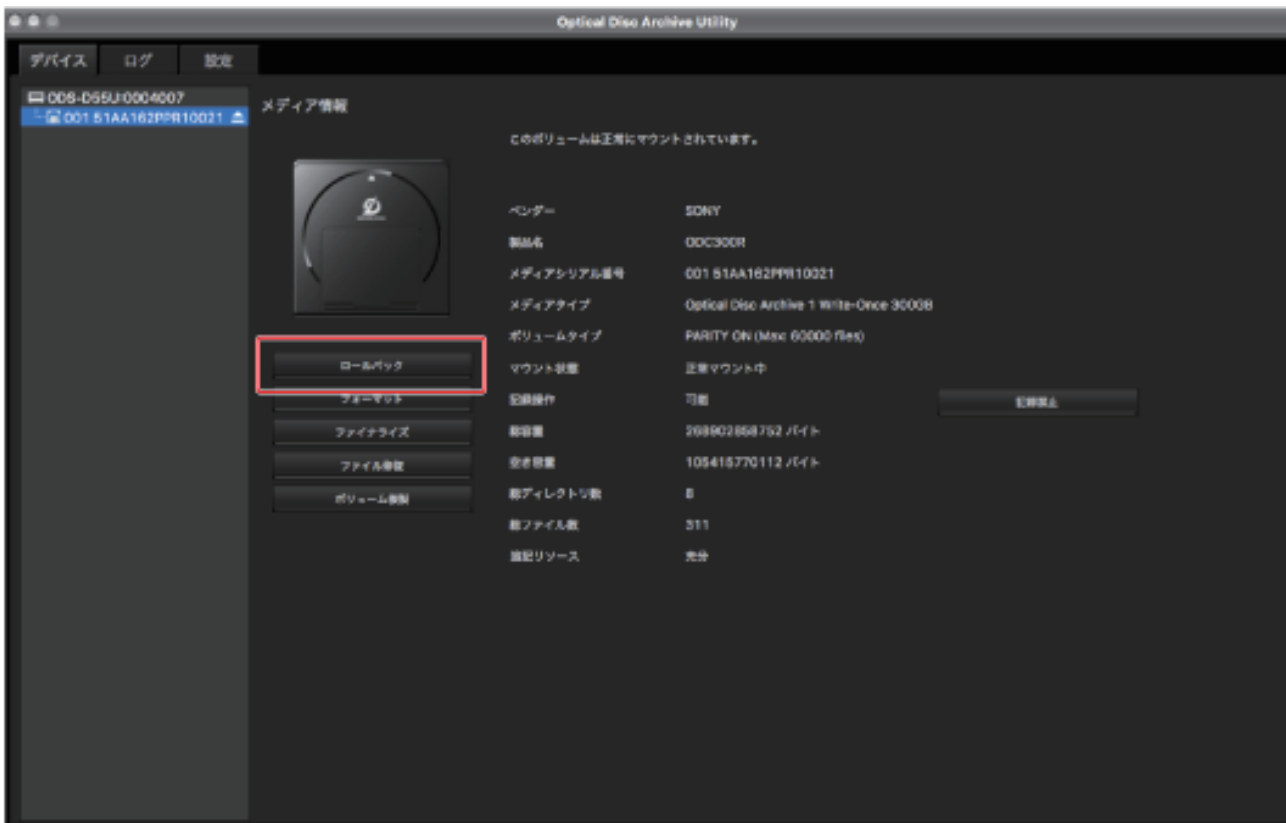 Optical Disc Archive Utility
デバイス ログ 設定
ODS-D55U:0004007
001 51AA162PPR10021
メディア情報
このボリュームは正常にマウントされています。
ベンダー SONY
製品名 ODC300R
メディアシリアル番号 001 51AA162PPR10021
メディアタイプ Optical Disc Archive 1 Write-Once 300GB
ボリュームタイプ PARITY ON (Max: 60000 files)
ロールバック
マウント状態 正常マウント中
フォーマット
記録操作 可能 記録禁止
ファイナライズ
総容量 268902858752 バイト
ファイル修復
空き容量 105415770112 バイト
ボリューム複製
総ディレクトリ数 8
総ファイル数 311
追記リソース 充分